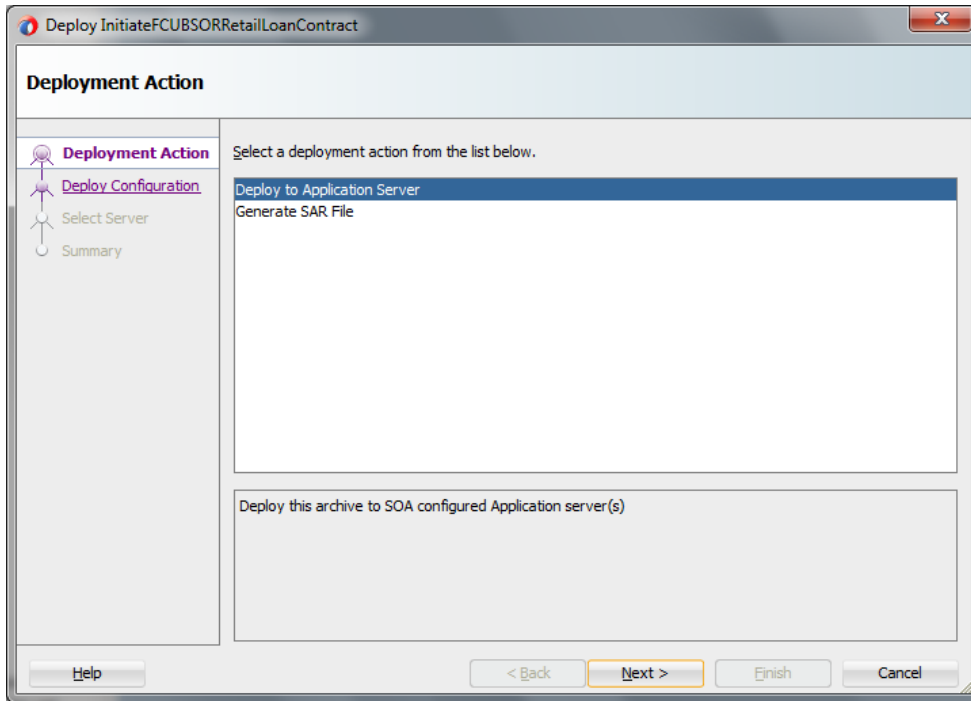 Deploy InitiateFCUBSORRetailLoanContract
Deployment Action
Deployment Action
Deploy Configuration
Select Server
Summary
Select a deployment action from the list below.
Deploy to Application Server
Generate SAR File
Deploy this archive to SOA configured Application server(s)
Help
< Back
Next >
Finish
Cancel